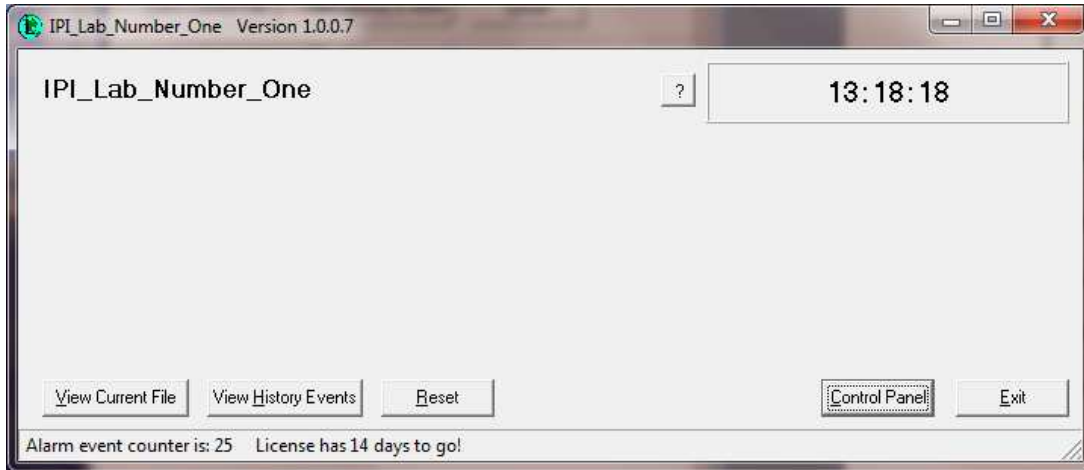 IPI_Lab_Number_One Version 1.0.0.7
IPI_Lab_Number_One ? 13:18:18
View Current File View History Events Reset Control Panel Exit
Alarm event counter is: 25 License has 14 days to go!